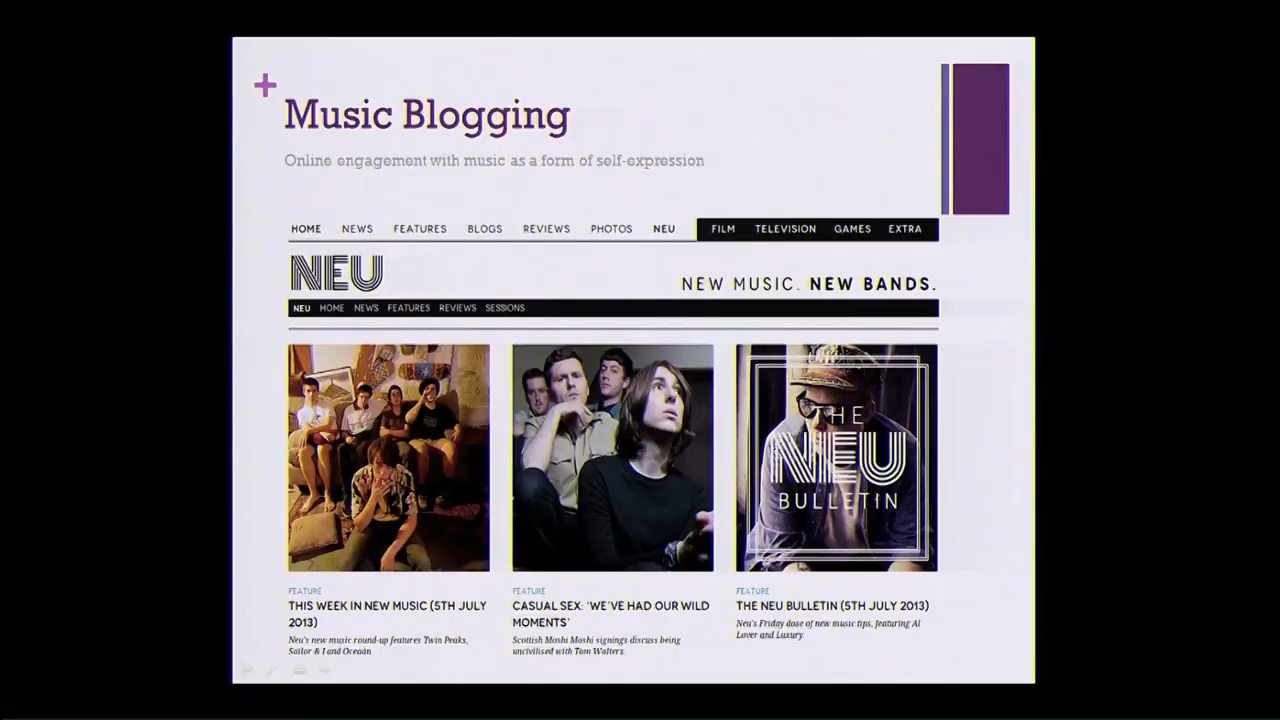 Music Blogging
Online engagement with music as a form of self-expression
HOME NEWS FEATURES BLOGS REVIEWS PHOTOS NEU FILM TELEVISION GAMES EXTRA
NEU
NEW MUSIC. NEW BANDS.
NEU HOME NEWS FEATURES REVIEWS SESSIONS
THE
NEU
BULLETIN
FEATURE
THIS WEEK IN NEW MUSIC (5TH JULY
2013)
Neu's new music round-up features Twin Peaks,
Sailor & I and Oceaán
FEATURE
CASUAL SEX: 'WE'VE HAD OUR WILD
MOMENTS'
Scottish Moshi Moshi signings discuss being
uncivilised with Tom Walters.
FEATURE
THE NEU BULLETIN (5TH JULY 2013)
Neu's Friday dose of new music tips, featuring Al
Lover and Luxury.